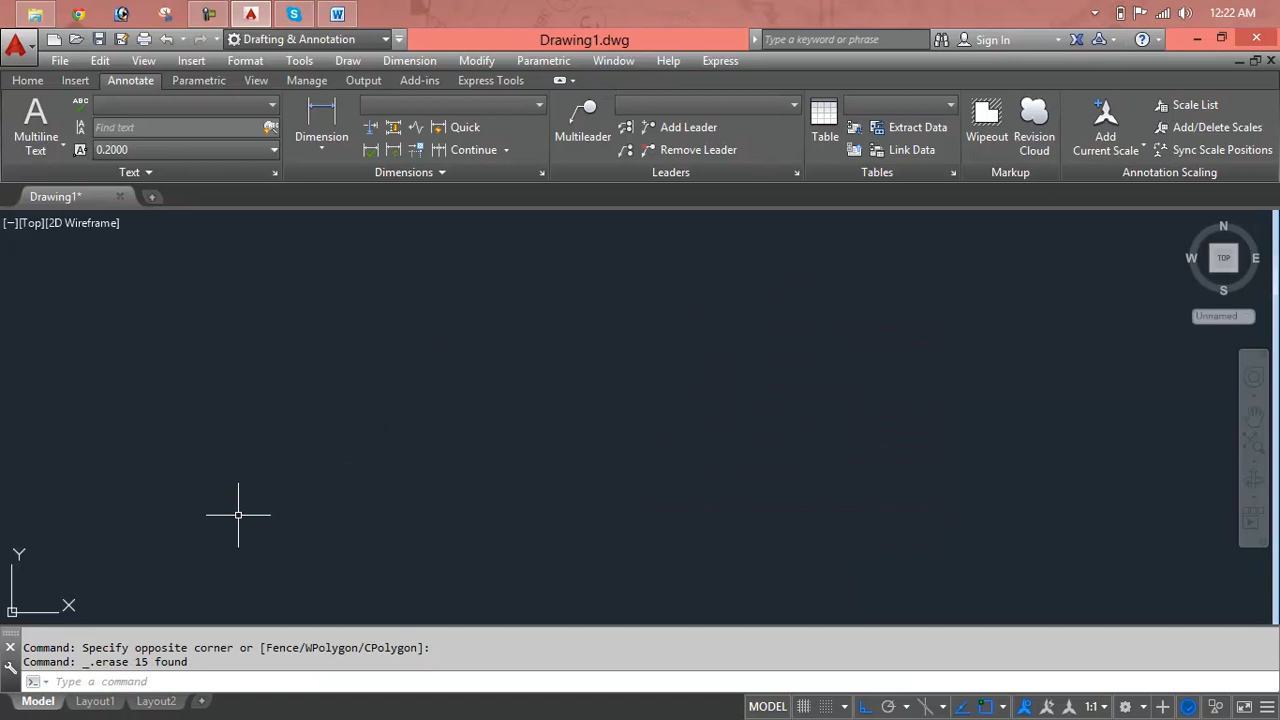 12:22 AM
Drafting & Annotation
Drawing1.dwg
Type a keyword or phrase
Sign In
File Edit View Insert Format Tools Draw Dimension Modify Parametric Window Help Express
Home Insert Annotate Parametric View Manage Output Add-ins Express Tools
Multiline
Text
ABC
Find text
0.2000
Dimension
Quick
Continue
Multileader
Add Leader
Remove Leader
Table
Extract Data
Link Data
Wipeout
Revision
Cloud
Add
Current Scale
Scale List
Add/Delete Scales
Sync Scale Positions
Text Dimensions Leaders Tables Markup Annotation Scaling
Drawing1*
[−][Top][2D Wireframe]
N
W TOP E
S
Unnamed
Y
X
Command: Specify opposite corner or [Fence/WPolygon/CPolygon]:
Command: _.erase 15 found
Type a command
Model Layout1 Layout2
MODEL
1:1